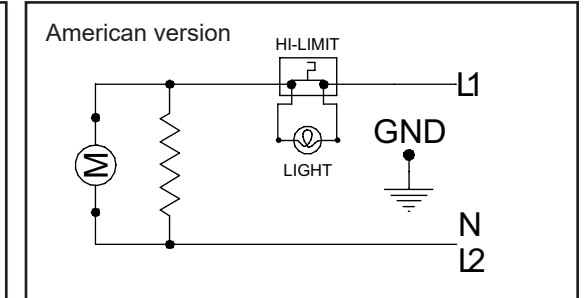 American version
HI-LIMIT
L1
LIGHT
GND
M
N
L2